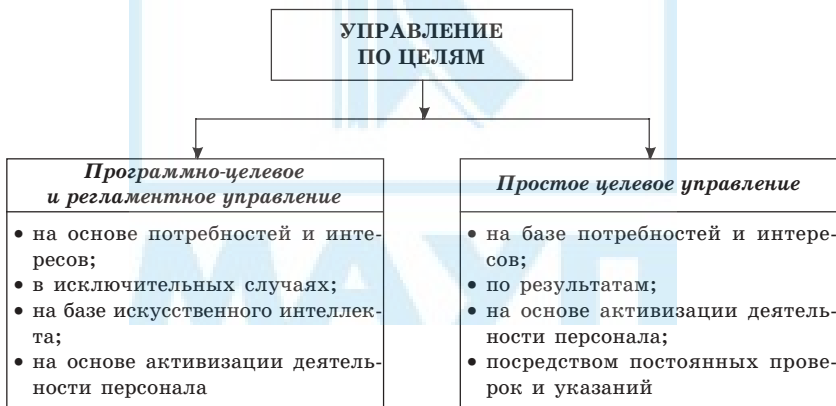 УПРАВЛЕНИЕ
ПО ЦЕЛЯМ
Программно-целевое
и регламентное управление
• на основе потребностей и инте-
ресов;
• в исключительных случаях;
• на базе искусственного интеллек-
та;
• на основе активизации деятель-
ности персонала
Простое целевое управление
• на базе потребностей и интере-
сов;
• по результатам;
• на основе активизации деятель-
ности персонала;
• посредством постоянных прове-
рок и указаний
МАУП